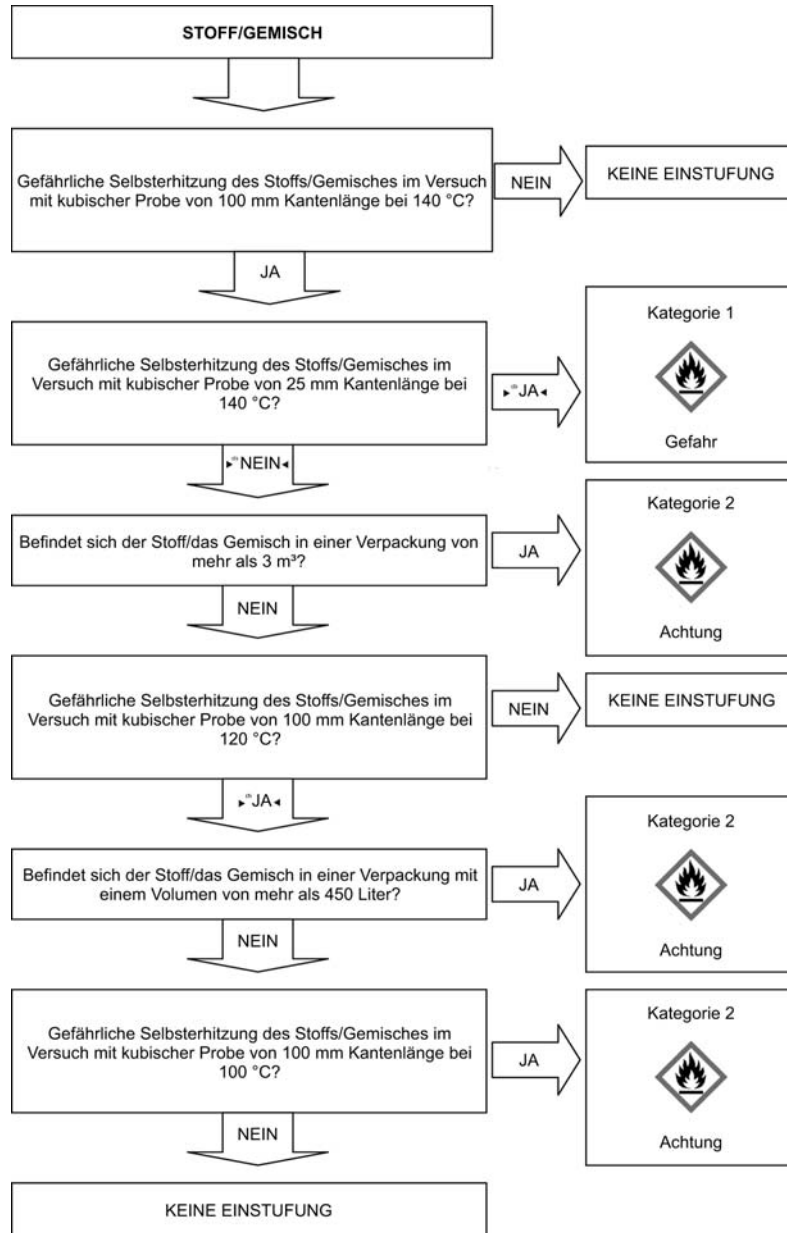 STOFF/GEMISCH
Gefährliche Selbsterhitzung des Stoffs/Gemisches im Versuch
mit kubischer Probe von 100 mm Kantenlänge bei 140 °C?
NEIN
KEINE EINSTUFUNG
JA
Gefährliche Selbsterhitzung des Stoffs/Gemisches im
Versuch mit kubischer Probe von 25 mm Kantenlänge bei
140 °C?
JA
Kategorie 1
Gefahr
NEIN
Befindet sich der Stoff/das Gemisch in einer Verpackung von
mehr als 3 m³?
JA
Kategorie 2
Achtung
NEIN
Gefährliche Selbsterhitzung des Stoffs/Gemisches im
Versuch mit kubischer Probe von 100 mm Kantenlänge bei
120 °C?
NEIN
KEINE EINSTUFUNG
JA
Befindet sich der Stoff/das Gemisch in einer Verpackung mit
einem Volumen von mehr als 450 Liter?
JA
Kategorie 2
Achtung
NEIN
Gefährliche Selbsterhitzung des Stoffs/Gemisches im
Versuch mit kubischer Probe von 100 mm Kantenlänge bei
100 °C?
JA
Kategorie 2
Achtung
NEIN
KEINE EINSTUFUNG